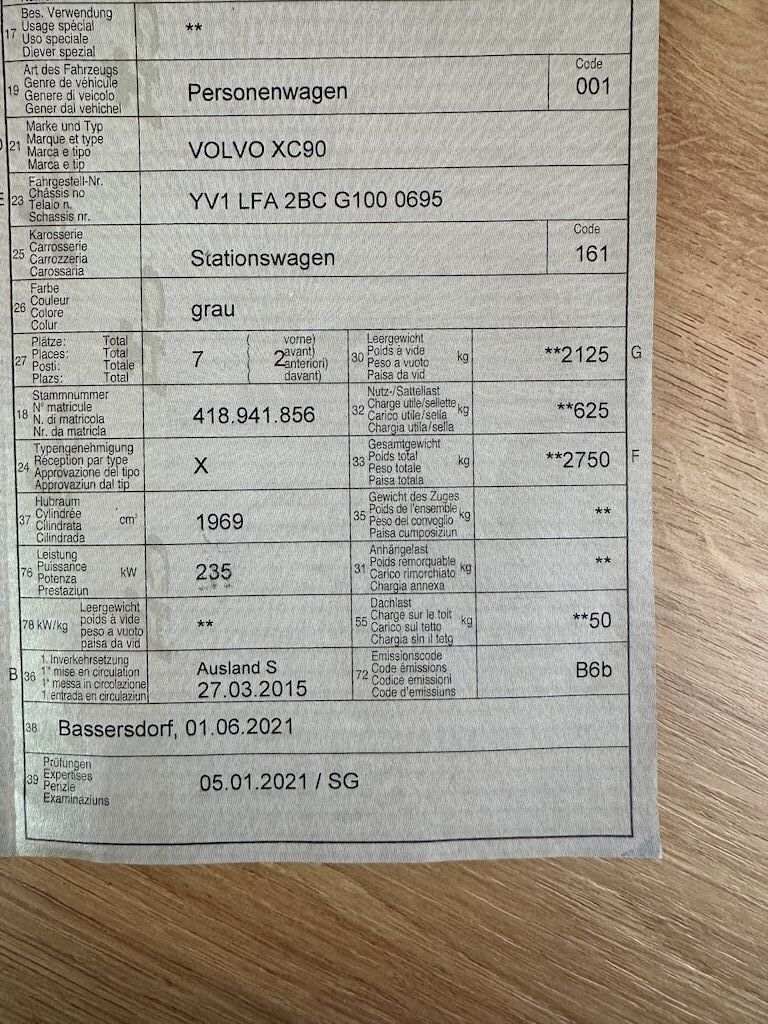 17 Bes. Verwendung
Usage spécial
Uso speciale
Diever spezial
**
19 Art des Fahrzeugs
Genre de véhicule
Genere di veicolo
Gener dal vehichel
Personenwagen
Code
001
21 Marke und Typ
Marque et type
Marca e tipo
Marca e tip
VOLVO XC90
23 Fahrgestell-Nr.
Châssis no
Telaio n.
Schassis nr.
YV1 LFA 2BC G100 0695
25 Karosserie
Carrosserie
Carrozzeria
Carossaria
Stationswagen
Code
161
26 Farbe
Couleur
Colore
Colur
grau
27 Plätze: Total
Places: Total
Posti: Totale
Plazs: Total
7
( vorne)
2 avant)
anteriori)
davant)
30 Leergewicht
Poids à vide
Peso a vuoto
Paisa da vid
kg
**2125 G
18 Stammnummer
N° matricule
N. di matricola
Nr. da matricla
418.941.856
32 Nutz-/Sattellast
Charge utile/sellette
Carico utile/sella
Chargia utila/sella
kg
**625
24 Typengenehmigung
Réception par type
Approvazione del tipo
Approvaziun dal tip
X
33 Gesamtgewicht
Poids total
Peso totale
Paisa totala
kg
**2750 F
37 Hubraum
Cylindrée
Cilindrata
Cilindrada
cm³
1969
35 Gewicht des Zuges
Poids de l'ensemble
Peso del convoglio
Paisa cumposiziun
kg
**
76 Leistung
Puissance
Potenza
Prestaziun
kW
235
31 Anhängelast
Poids remorquable
Carico rimorchiato
Chargia annexa
kg
**
78 kW/kg
Leergewicht
poids à vide
peso a vuoto
paisa da vid
**
55 Dachlast
Charge sur le toit
Carico sul tetto
Chargia sin il tetg
kg
**50
B 36 1. Inverkehrsetzung
1re mise en circulation
1a messa in circolazione
1. entrada en circulaziun
Ausland S
27.03.2015
72 Emissionscode
Code émissions
Codice emissioni
Code d'emissiuns
B6b
38 Bassersdorf, 01.06.2021
39 Prüfungen
Expertises
Perizie
Examinaziuns
05.01.2021 / SG